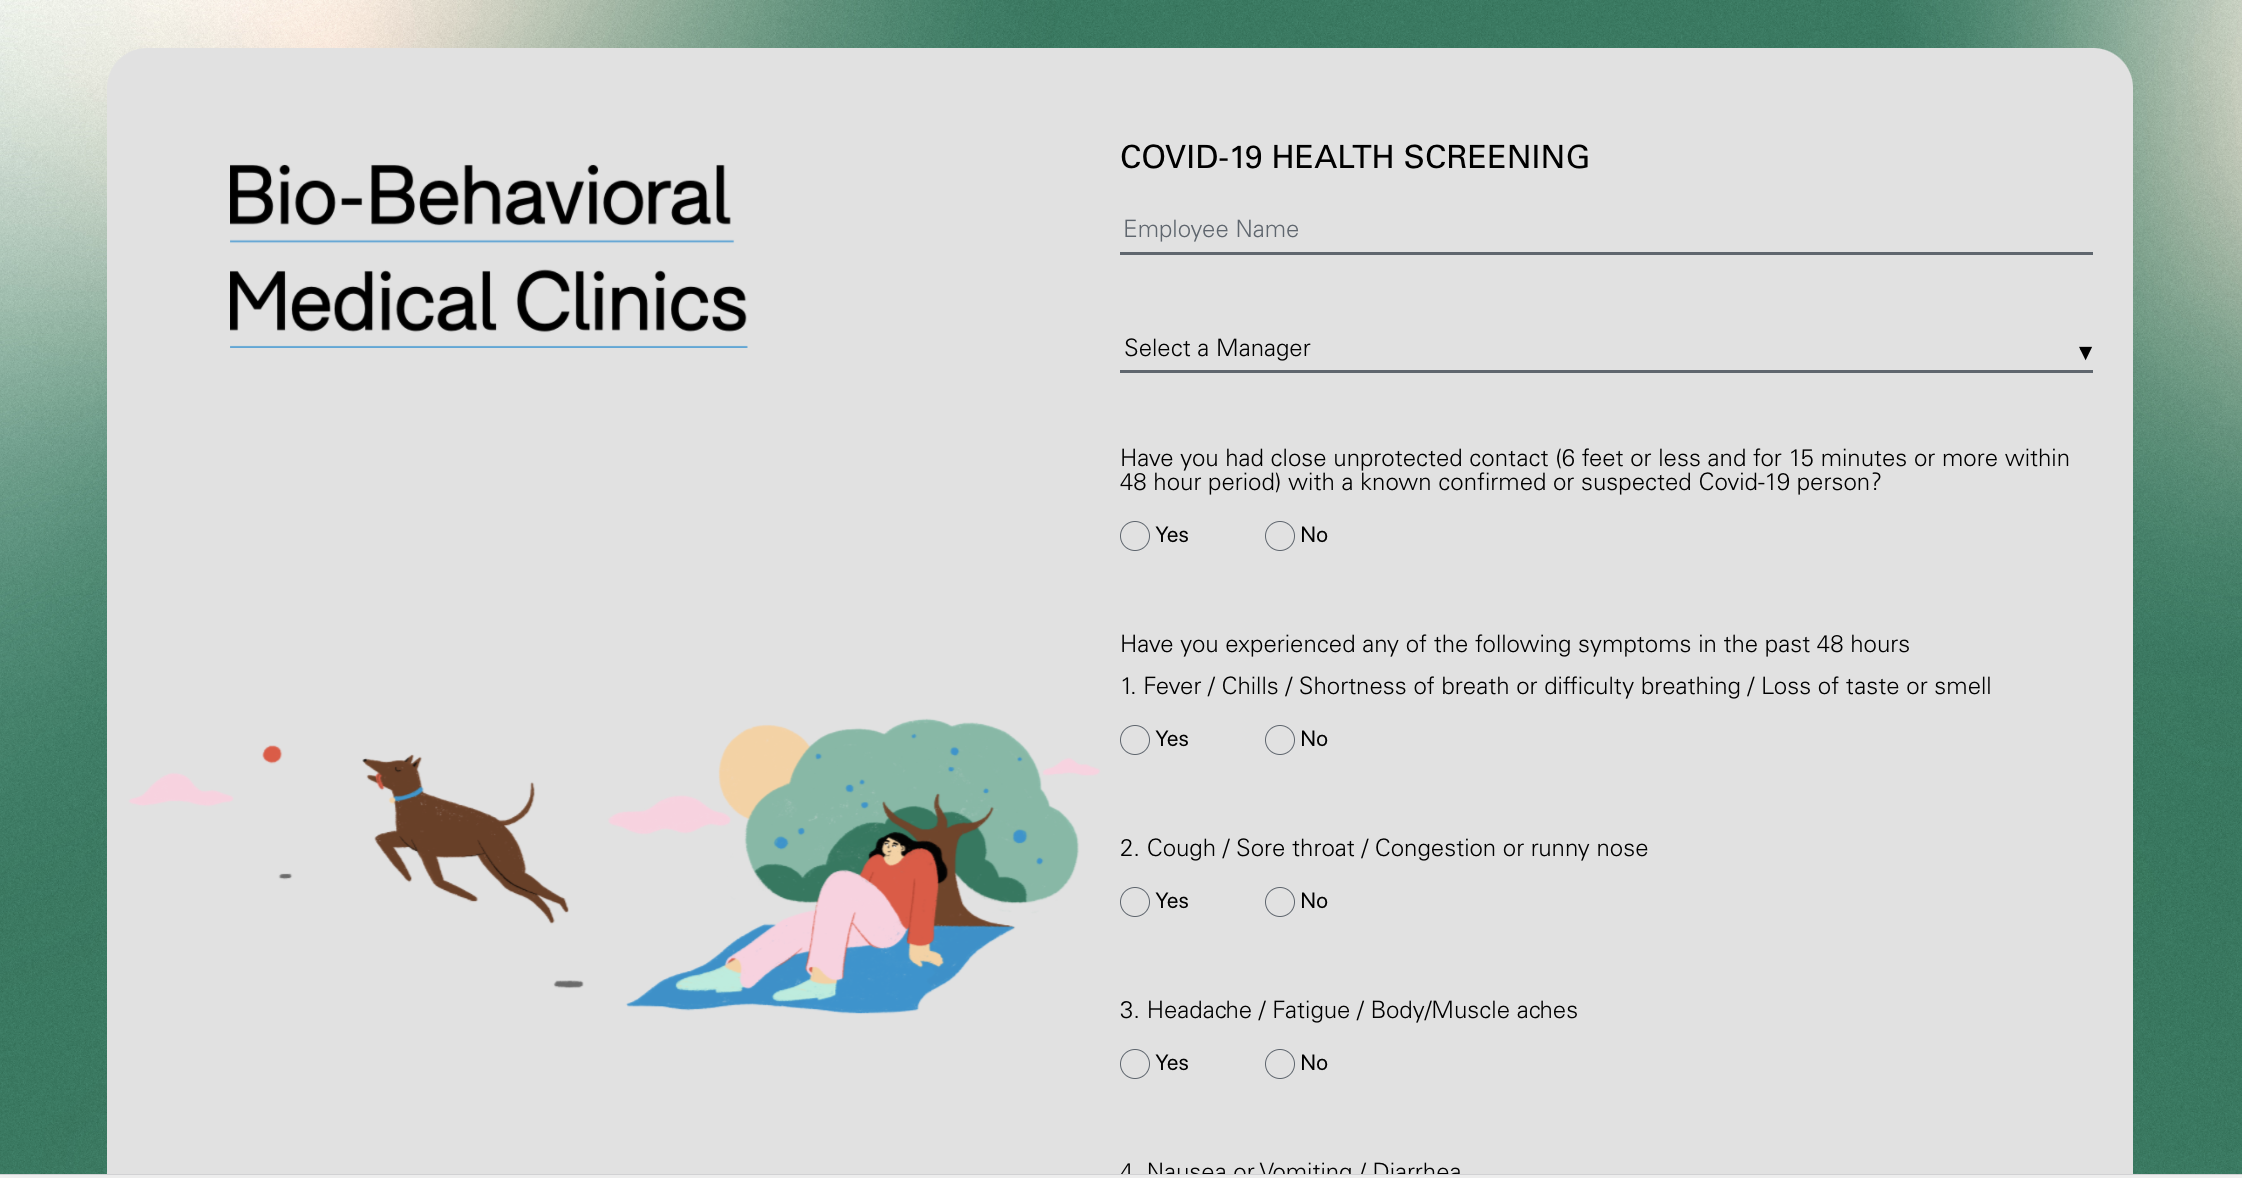 Bio-Behavioral
Medical Clinics
COVID-19 HEALTH SCREENING
Employee Name
Select a Manager
Have you had close unprotected contact (6 feet or less and for 15 minutes or more within
48 hour period) with a known confirmed or suspected Covid-19 person?
Yes No
Have you experienced any of the following symptoms in the past 48 hours
1. Fever / Chills / Shortness of breath or difficulty breathing / Loss of taste or smell
Yes No
2. Cough / Sore throat / Congestion or runny nose
Yes No
3. Headache / Fatigue / Body/Muscle aches
Yes No
4. Nausea or Vomiting / Diarrhea